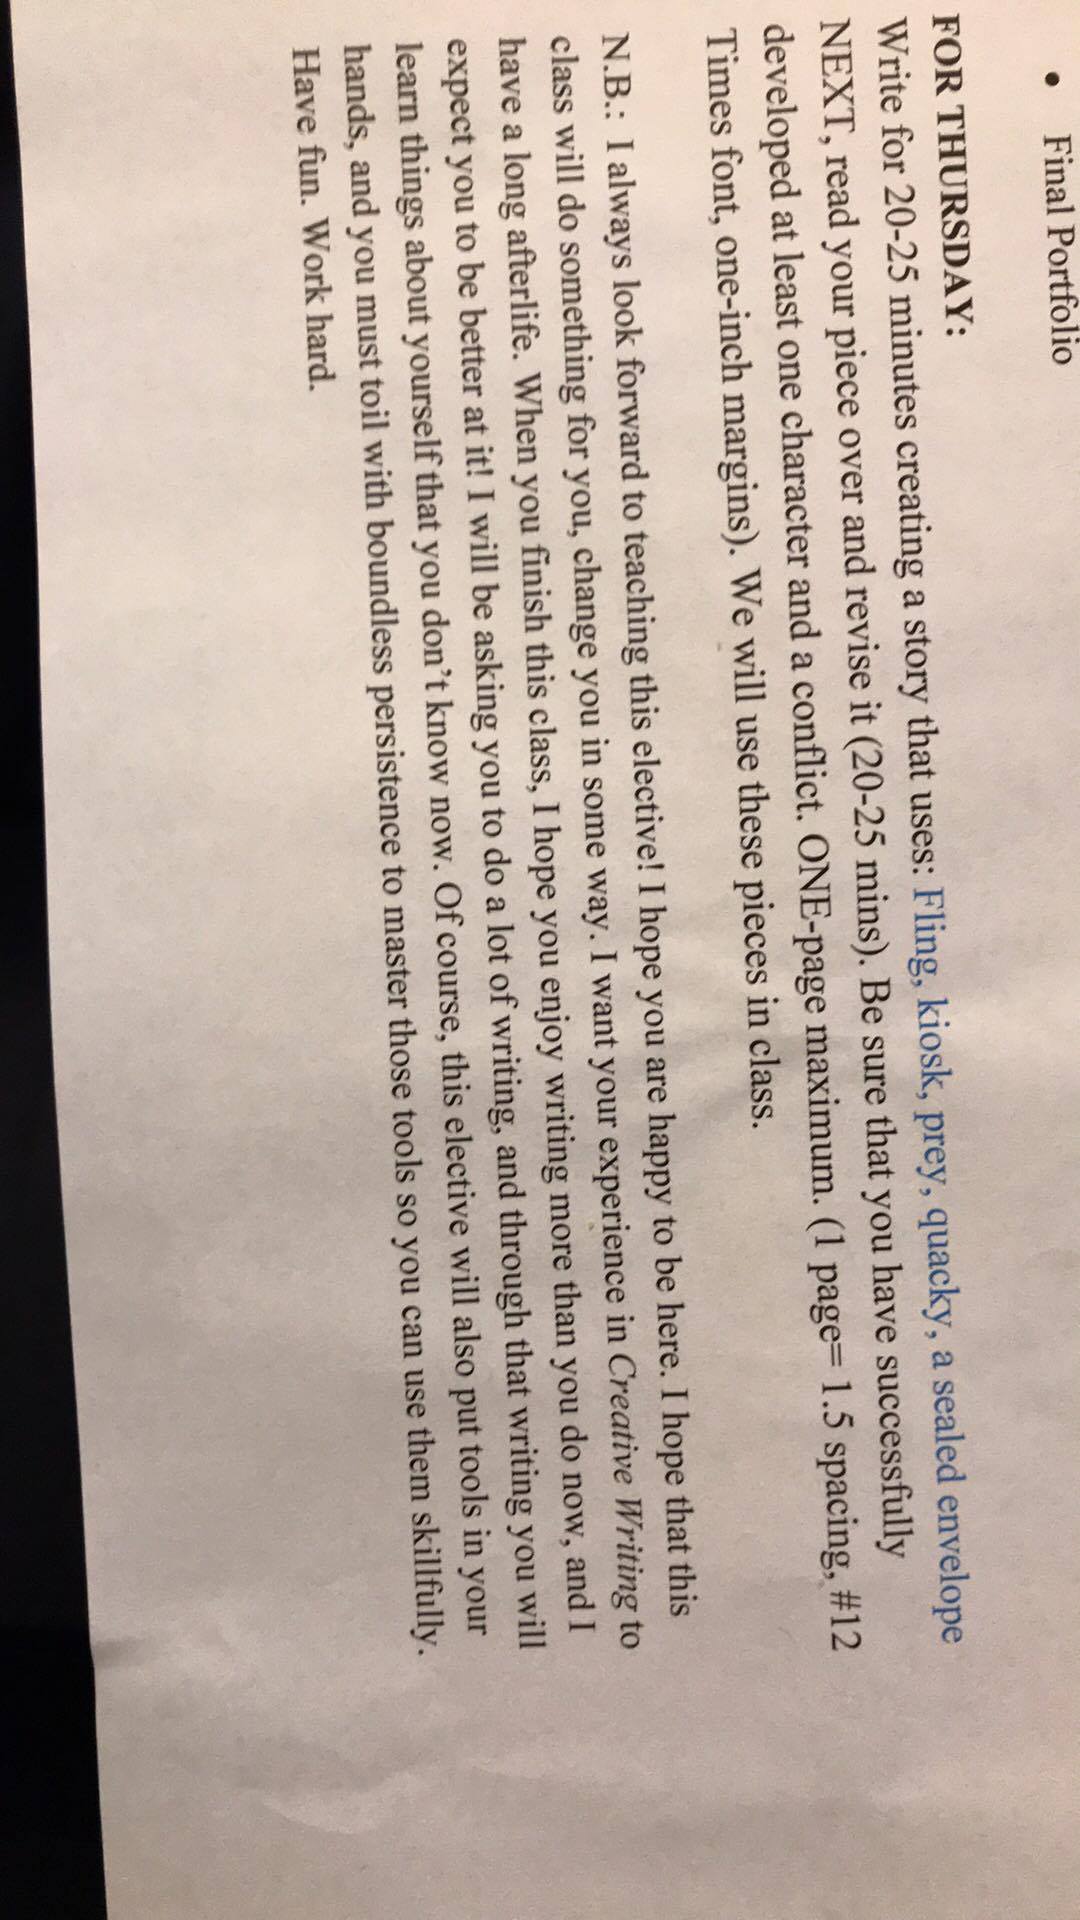 • Final Portfolio
FOR THURSDAY:
Write for 20-25 minutes creating a story that uses: Fling, kiosk, prey, quacky, a sealed envelope
NEXT, read your piece over and revise it (20-25 mins). Be sure that you have successfully
developed at least one character and a conflict. ONE-page maximum. (1 page= 1.5 spacing, #12
Times font, one-inch margins). We will use these pieces in class.
N.B.: I always look forward to teaching this elective! I hope you are happy to be here. I hope that this
class will do something for you, change you in some way. I want your experience in Creative Writing to
have a long afterlife. When you finish this class, I hope you enjoy writing more than you do now, and I
expect you to be better at it! I will be asking you to do a lot of writing, and through that writing you will
learn things about yourself that you don't know now. Of course, this elective will also put tools in your
hands, and you must toil with boundless persistence to master those tools so you can use them skillfully.
Have fun. Work hard.